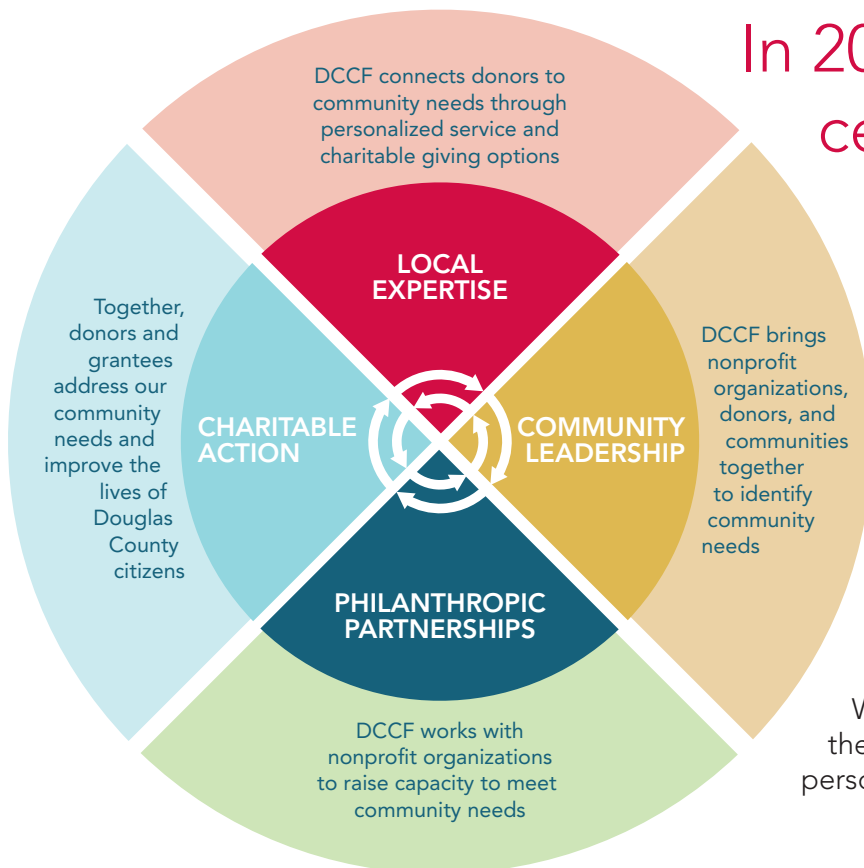 In 20
ce
DCCF connects donors to
community needs through
personalized service and
charitable giving options
LOCAL
EXPERTISE
Together,
donors and
grantees
address our
community
needs and
improve the
lives of
Douglas
County
citizens
CHARITABLE
ACTION
COMMUNITY
LEADERSHIP
DCCF brings
nonprofit
organizations,
donors, and
communities
together
to identify
community
needs
PHILANTHROPIC
PARTNERSHIPS
DCCF works with
nonprofit organizations
to raise capacity to meet
community needs
W
the
perso